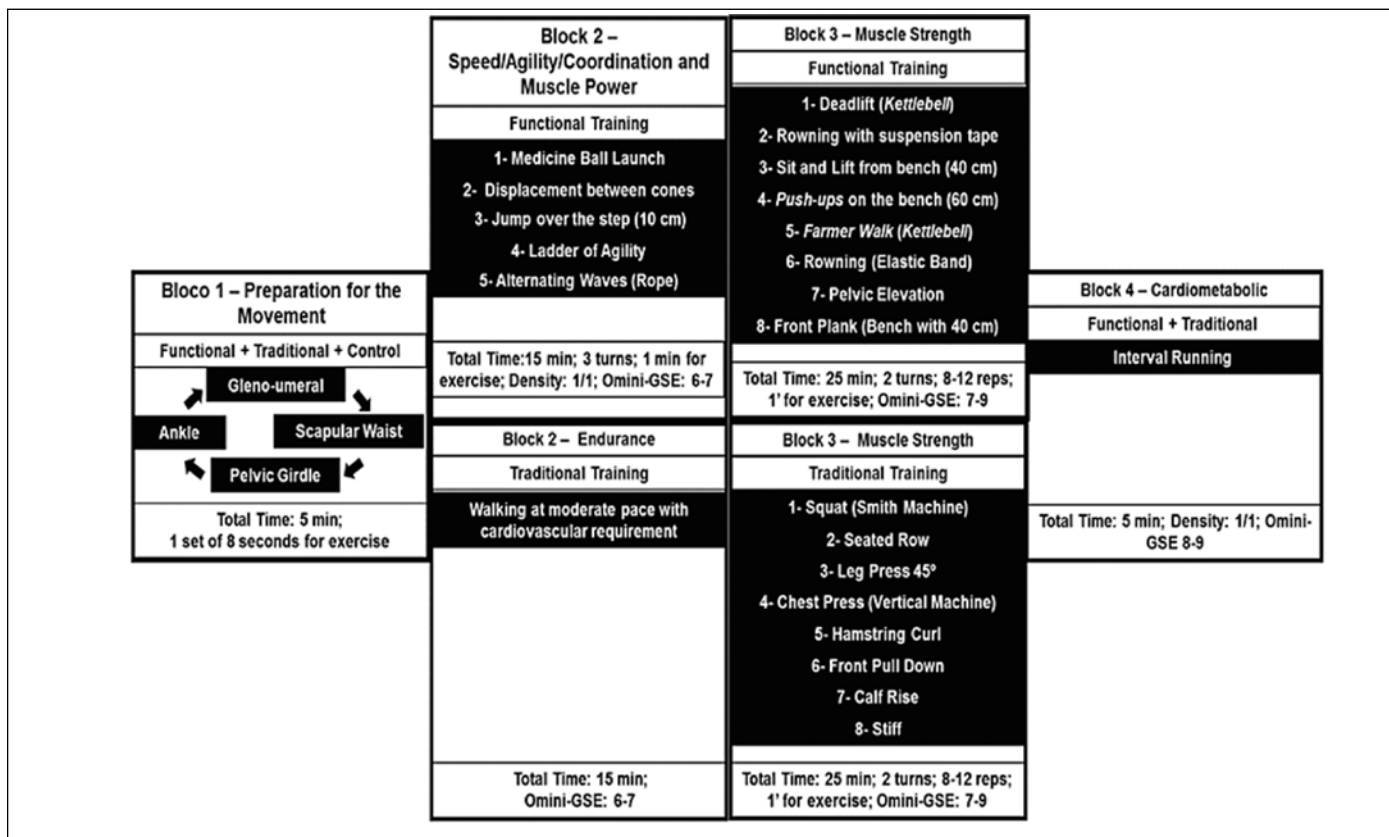 Bloco 1 – Preparation for the
Movement
Functional + Traditional + Control
Gleno-umeral
Ankle
Scapular Waist
Pelvic Girdle
Total Time: 5 min;
1 set of 8 seconds for exercise
Block 2 –
Speed/Agility/Coordination and
Muscle Power
Functional Training
1- Medicine Ball Launch
2- Displacement between cones
3- Jump over the step (10 cm)
4- Ladder of Agility
5- Alternating Waves (Rope)
Total Time:15 min; 3 turns; 1 min for
exercise; Density: 1/1; Omini-GSE: 6-7
Block 2 – Endurance
Traditional Training
Walking at moderate pace with
cardiovascular requirement
Total Time: 15 min;
Omini-GSE: 6-7
Block 3 – Muscle Strength
Functional Training
1- Deadlift (Kettlebell)
2- Rowning with suspension tape
3- Sit and Lift from bench (40 cm)
4- Push-ups on the bench (60 cm)
5- Farmer Walk (Kettlebell)
6- Rowning (Elastic Band)
7- Pelvic Elevation
8- Front Plank (Bench with 40 cm)
Total Time: 25 min; 2 turns; 8-12 reps;
1' for exercise; Omini-GSE: 7-9
Block 3 – Muscle Strength
Traditional Training
1- Squat (Smith Machine)
2- Seated Row
3- Leg Press 45º
4- Chest Press (Vertical Machine)
5- Hamstring Curl
6- Front Pull Down
7- Calf Rise
8- Stiff
Total Time: 25 min; 2 turns; 8-12 reps;
1' for exercise; Omini-GSE: 7-9
Block 4 – Cardiometabolic
Functional + Traditional
Interval Running
Total Time: 5 min; Density: 1/1; Omini-
GSE 8-9